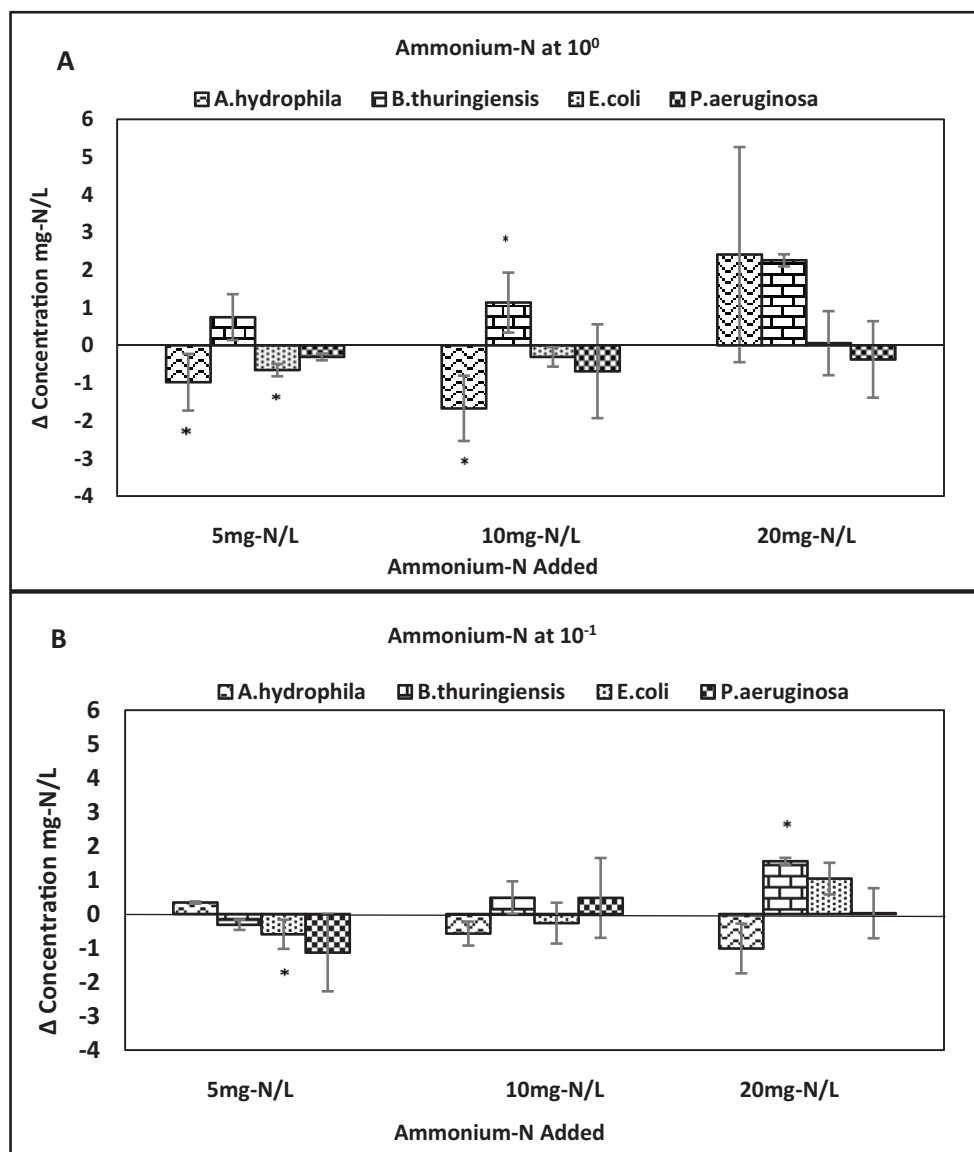 A
Ammonium-N at 10⁰
A.hydrophila B.thuringiensis E.coli P.aeruginosa
6
5
4
3
2
1
0
-1
-2
-3
-4
Δ Concentration mg-N/L
*
*
*
*
5mg-N/L 10mg-N/L 20mg-N/L
Ammonium-N Added
B
Ammonium-N at 10⁻¹
A.hydrophila B.thuringiensis E.coli P.aeruginosa
6
5
4
3
2
1
0
-1
-2
-3
-4
Δ Concentration mg-N/L
*
*
5mg-N/L 10mg-N/L 20mg-N/L
Ammonium-N Added